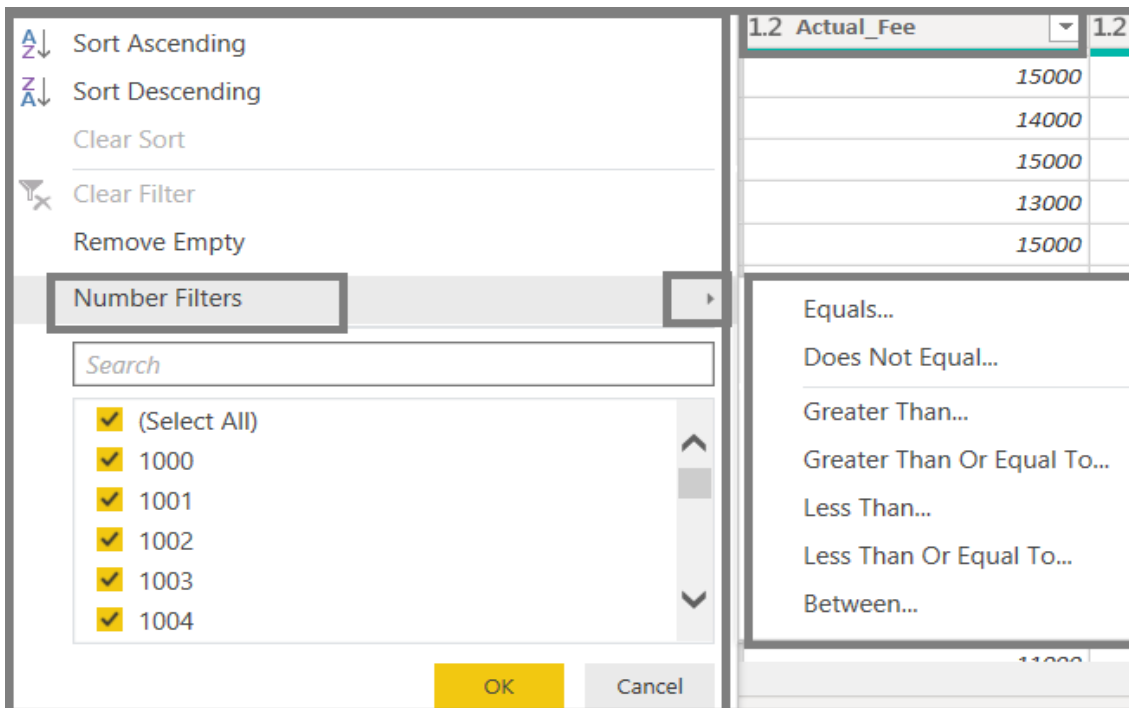 Sort Ascending
Sort Descending
Clear Sort
Clear Filter
Remove Empty
Number Filters
Search
(Select All)
1000
1001
1002
1003
1004
OK Cancel
1.2 Actual_Fee 1.2
15000
14000
15000
13000
15000
Equals...
Does Not Equal...
Greater Than...
Greater Than Or Equal To...
Less Than...
Less Than Or Equal To...
Between...
11000